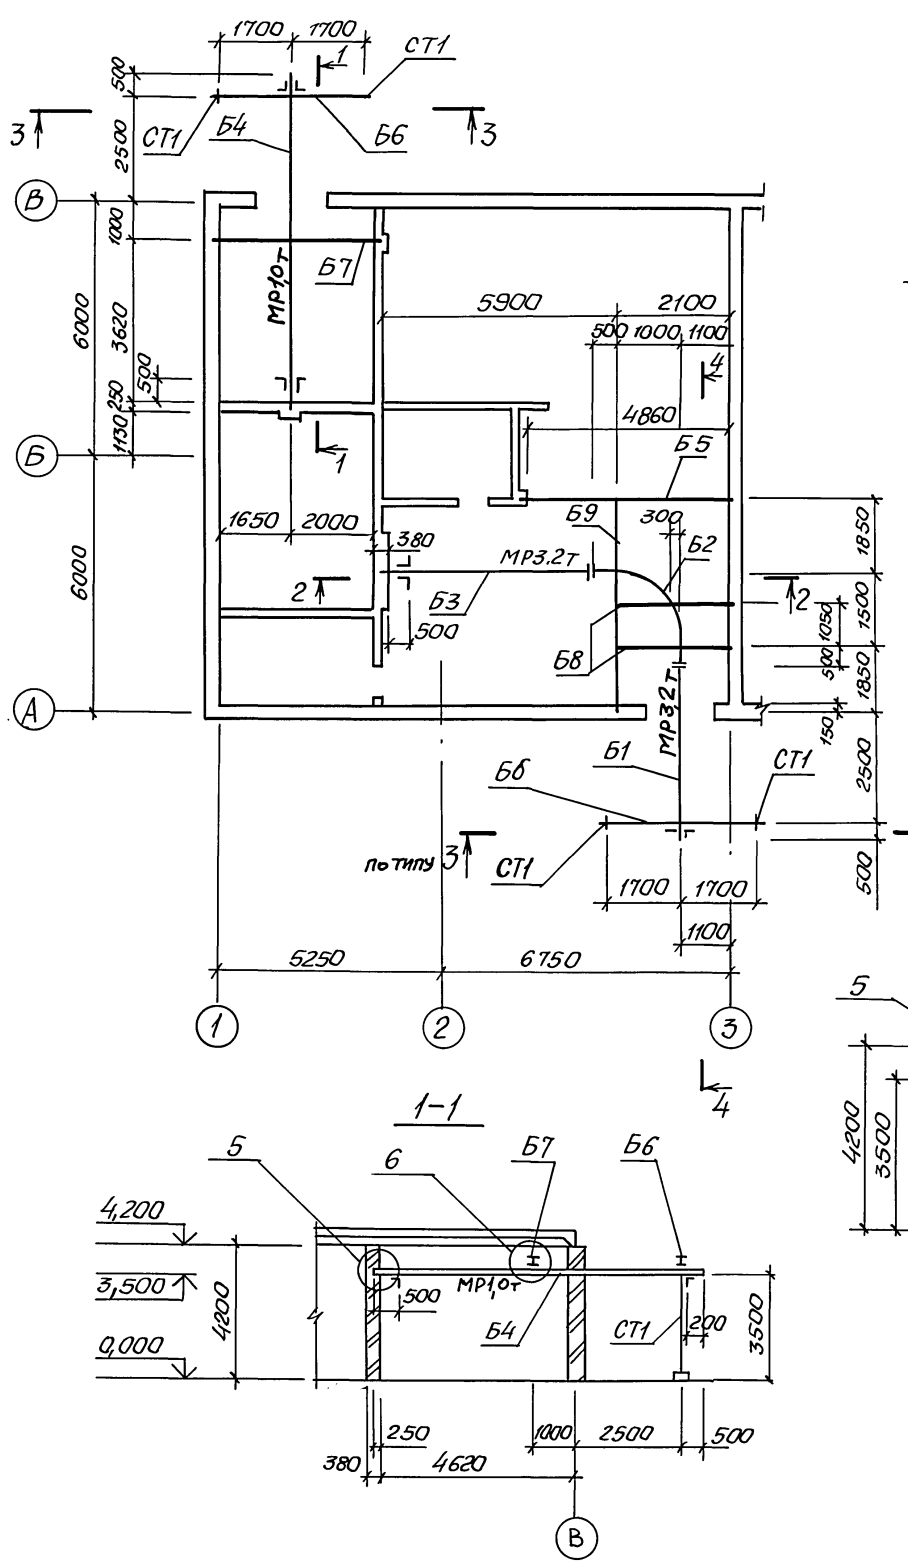 1700 1700
1
СТ1
500
3
СТ1
Б4
Б6
3
2500
В
1000
Б7
МР1,0т
5900 2100
6000
3620
500 1000 1100
4
500
250
4860
1130
Б
1
Б5
1650 2000
Б9
300
380
МР3.2т
Б2
1850
6000
2
Б3
2
1500
500
1050
Б8
500
1850
А
МР3,2т
150
Б1
Б6
СТ1
2500
по типу 3
СТ1
500
1700 1700
1100
5250 6750
5
1 2 3
4
1-1
4200
3500
5
6
Б7
Б6
4,200
3,500
МР1,0т
500
Б4
СТ1
200
4200
3500
0,000
250
1000 2500 500
380
4620
В